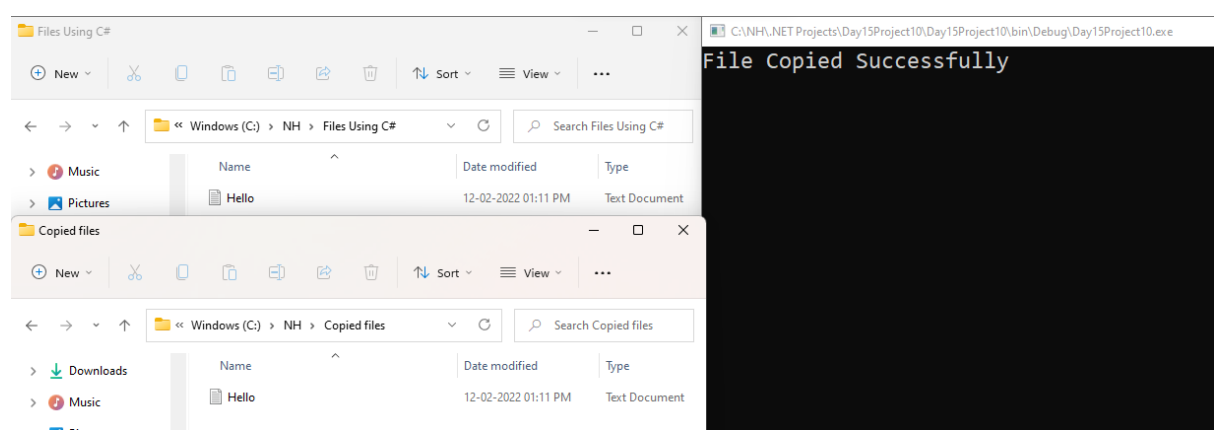 Files Using C#
New
Sort
View
Windows (C:) > NH > Files Using C#
Search Files Using C#
Name
Date modified
Type
Music
Hello
12-02-2022 01:11 PM
Text Document
Pictures
Copied files
New
Sort
View
Windows (C:) > NH > Copied files
Search Copied files
Name
Date modified
Type
Downloads
Hello
12-02-2022 01:11 PM
Text Document
Music
C:\NH\.NET Projects\Day15Project10\Day15Project10\bin\Debug\Day15Project10.exe
File Copied Successfully